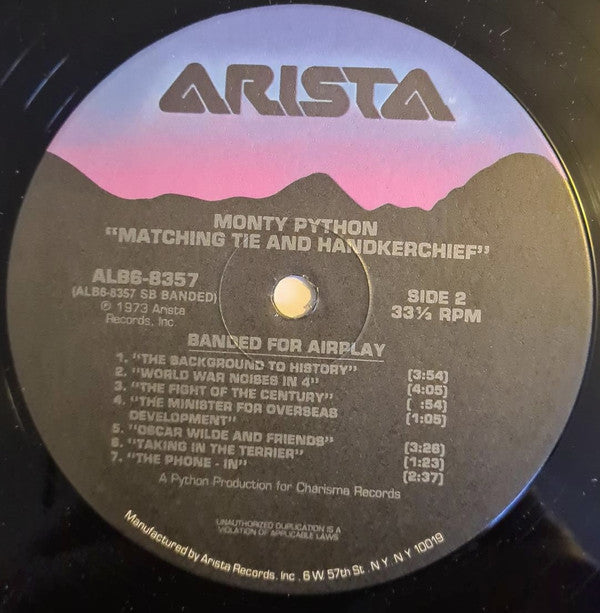 ARISTA
MONTY PYTHON
"MATCHING TIE AND HANDKERCHIEF"
ALB6-8357
(ALB6-8357 SB BANDED)
℗ 1973 Arista
Records, Inc
SIDE 2
33⅓ RPM
BANDED FOR AIRPLAY
1. "THE BACKGROUND TO HISTORY" [3:54]
2. "WORLD WAR NOISES IN 4" [4:05]
3. "THE FIGHT OF THE CENTURY" [ :54]
4. "THE MINISTER FOR OVERSEAS
DEVELOPMENT" [1:05]
5. "OSCAR WILDE AND FRIENDS" [3:26]
6. "TAKING IN THE TERRIER" [1:23]
7. "THE PHONE - IN" [2:37]
A Python Production for Charisma Records
UNAUTHORIZED DUPLICATION IS A
VIOLATION OF APPLICABLE LAWS
Manufactured by Arista Records, Inc . 6 W. 57th St. N.Y. N.Y. 10019